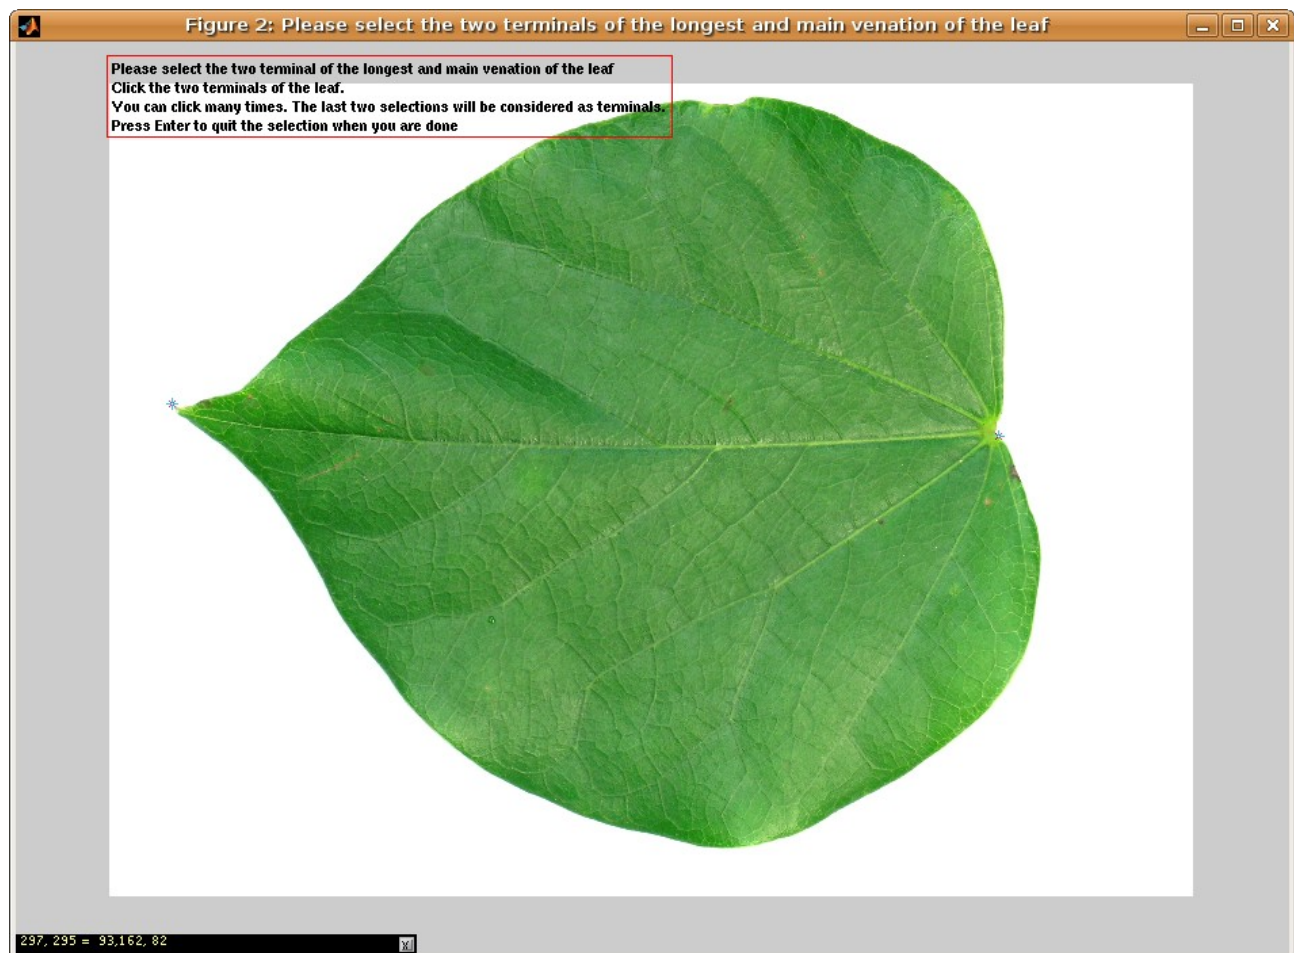 Figure 2: Please select the two terminals of the longest and main venation of the leaf
Please select the two terminal of the longest and main venation of the leaf
Click the two terminals of the leaf.
You can click many times. The last two selections will be considered as terminals.
Press Enter to quit the selection when you are done
297, 295 = 93,162, 82
X